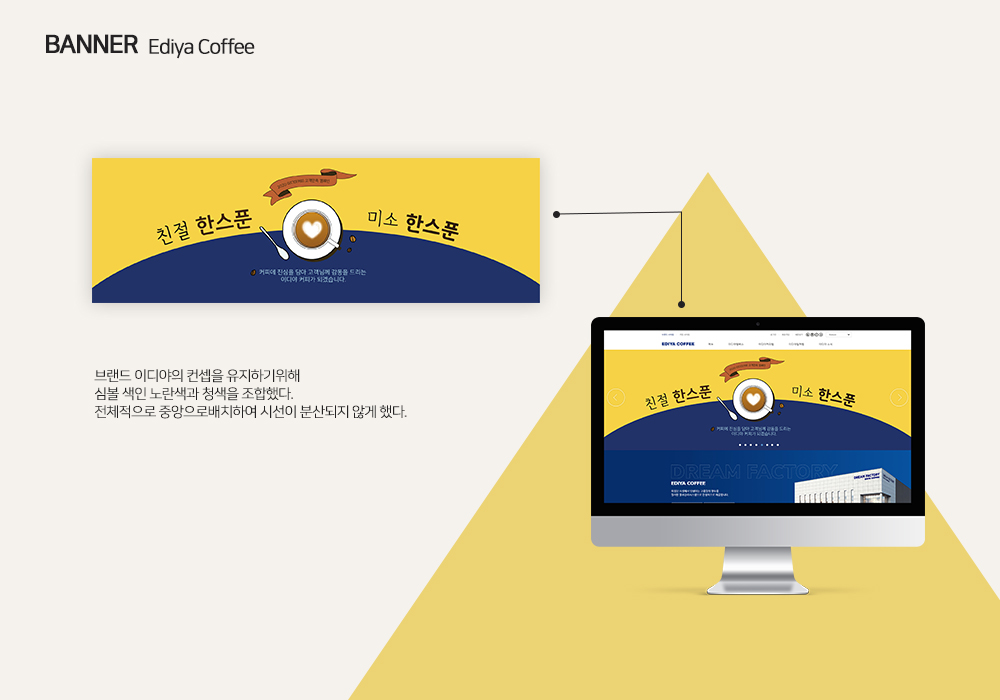 BANNER Ediya Coffee
친절 한스푼
미소 한스푼
커피에 진심을 담아 고객님께 감동을 드리는
이디야 커피가 되겠습니다.
브랜드 이디야의 컨셉을 유지하기위해
심볼 색인 노란색과 청색을 조합했다.
전체적으로 중앙으로배치하여 시선이 분산되지 않게 했다.
EDIYA COFFEE
친절 한스푼
미소 한스푼
커피에 진심을 담아 고객님께 감동을 드리는
이디야 커피가 되겠습니다.
DREAM FACTORY
DREAM FACTORY
EDIYA COFFEE